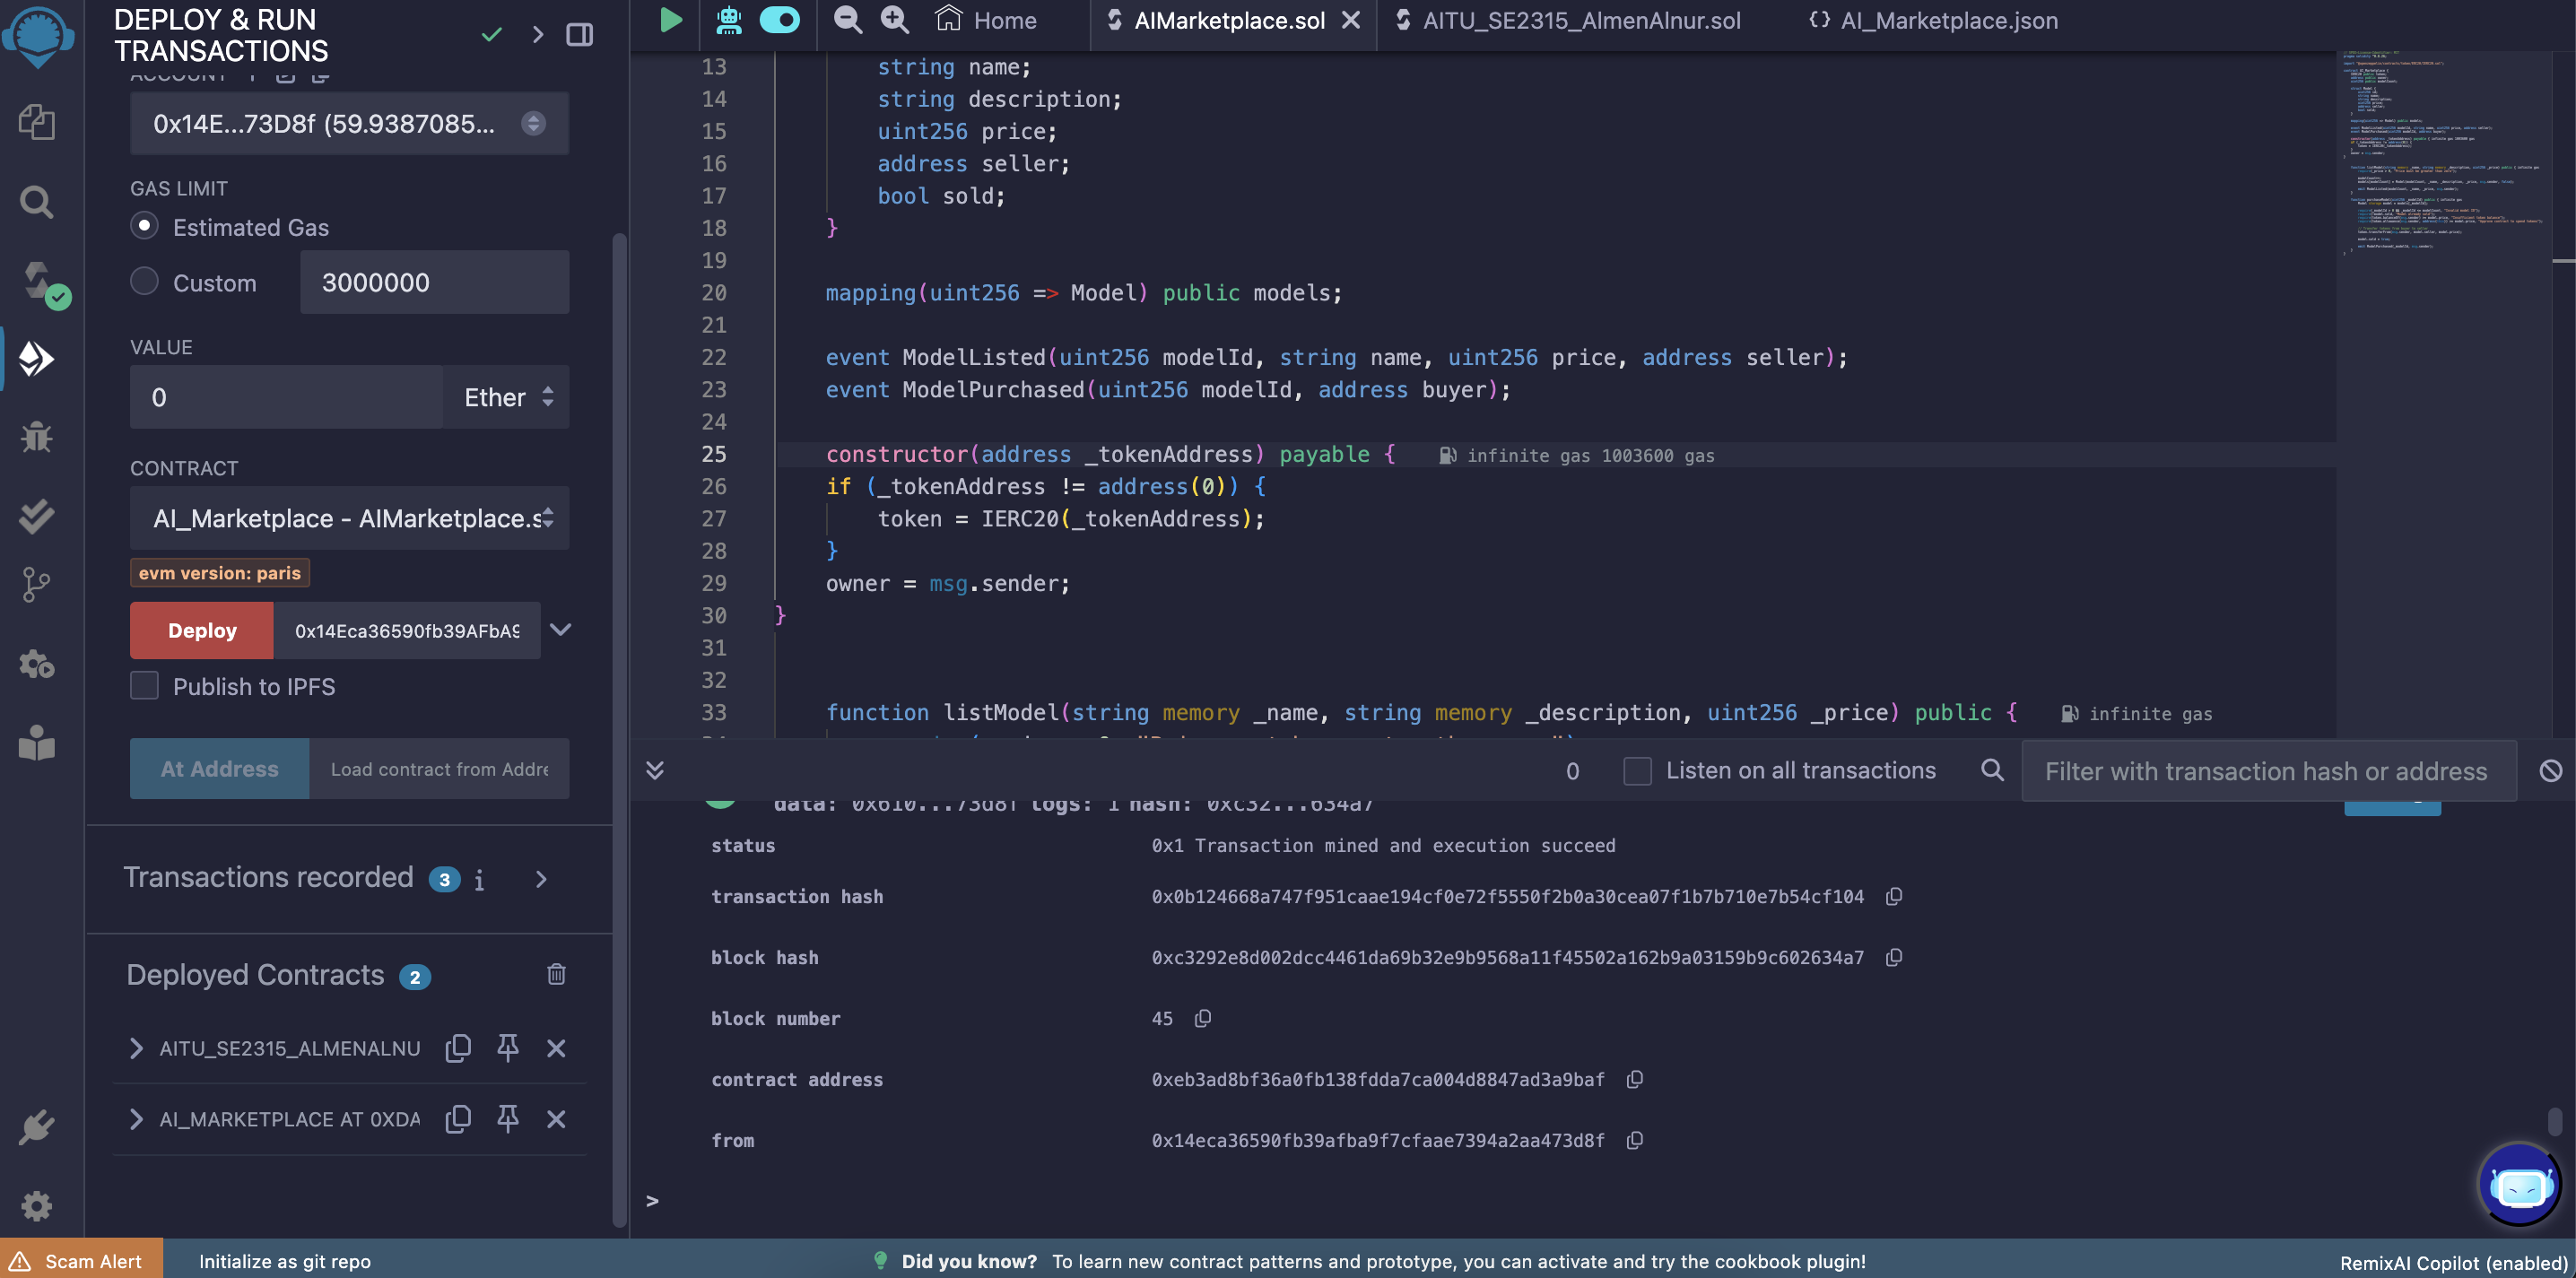 DEPLOY & RUN
TRANSACTIONS
ACCOUNT
0x14E...73D8f (59.9387085...
GAS LIMIT
Estimated Gas
Custom
3000000
VALUE
0
Ether
CONTRACT
AI_Marketplace - AIMarketplace.s
evm version: paris
Deploy
0x14Eca36590fb39AFbA9
Publish to IPFS
At Address
Load contract from Addre
Transactions recorded 3 i
Deployed Contracts 2
AITU_SE2315_ALMENALNU
AI_MARKETPLACE AT 0XDA
Home
AIMarketplace.sol
AITU_SE2315_AlmenAlnur.sol
AI_Marketplace.json
13 string name;
14 string description;
15 uint256 price;
16 address seller;
17 bool sold;
18 }
19
20 mapping(uint256 => Model) public models;
21
22 event ModelListed(uint256 modelId, string name, uint256 price, address seller);
23 event ModelPurchased(uint256 modelId, address buyer);
24
25 constructor(address _tokenAddress) payable { infinite gas 1003600 gas
26 if (_tokenAddress != address(0)) {
27 token = IERC20(_tokenAddress);
28 }
29 owner = msg.sender;
30 }
31
32
33 function listModel(string memory _name, string memory _description, uint256 _price) public { infinite gas
0
Listen on all transactions
Filter with transaction hash or address
data: 0x610...73d8f logs: 1 hash: 0xc32...634a7
status 0x1 Transaction mined and execution succeed
transaction hash 0x0b124668a747f951caae194cf0e72f5550f2b0a30cea07f1b7b710e7b54cf104
block hash 0xc3292e8d002dcc4461da69b32e9b9568a11f45502a162b9a03159b9c602634a7
block number 45
contract address 0xeb3ad8bf36a0fb138fdda7ca004d8847ad3a9baf
from 0x14eca36590fb39afba9f7cfaae7394a2aa473d8f
>
Scam Alert
Initialize as git repo
Did you know? To learn new contract patterns and prototype, you can activate and try the cookbook plugin!
RemixAI Copilot (enabled)